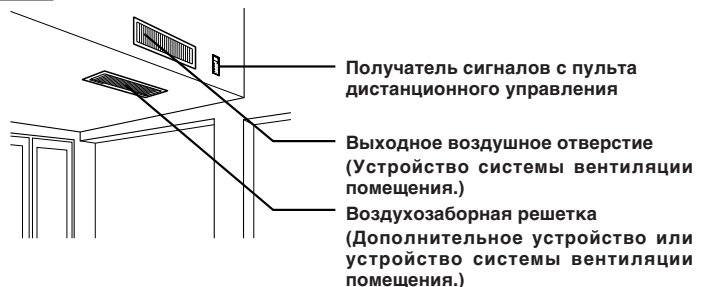 Получатель сигналов с пульта
дистанционного управления
Выходное воздушное отверстие
(Устройство системы вентиляции
помещения.)
Воздухозаборная решетка
(Дополнительное устройство или
устройство системы вентиляции
помещения.)